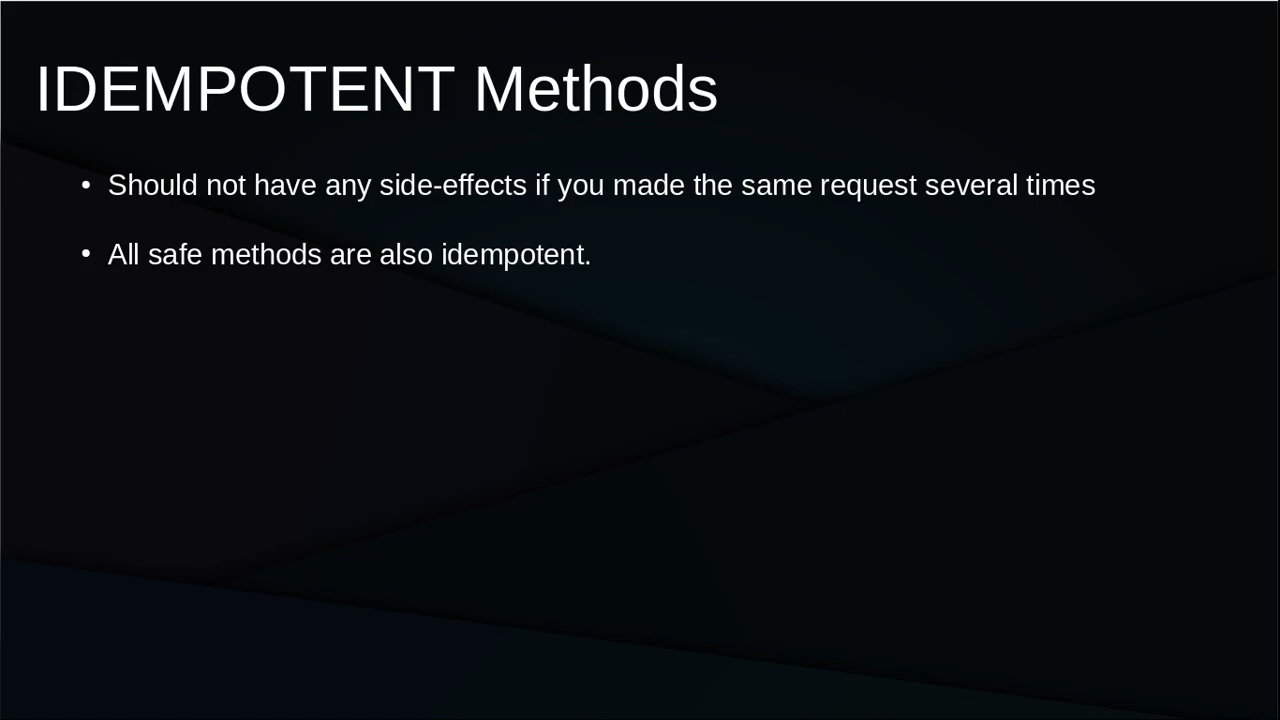 IDEMPOTENT Methods
• Should not have any side-effects if you made the same request several times
• All safe methods are also idempotent.